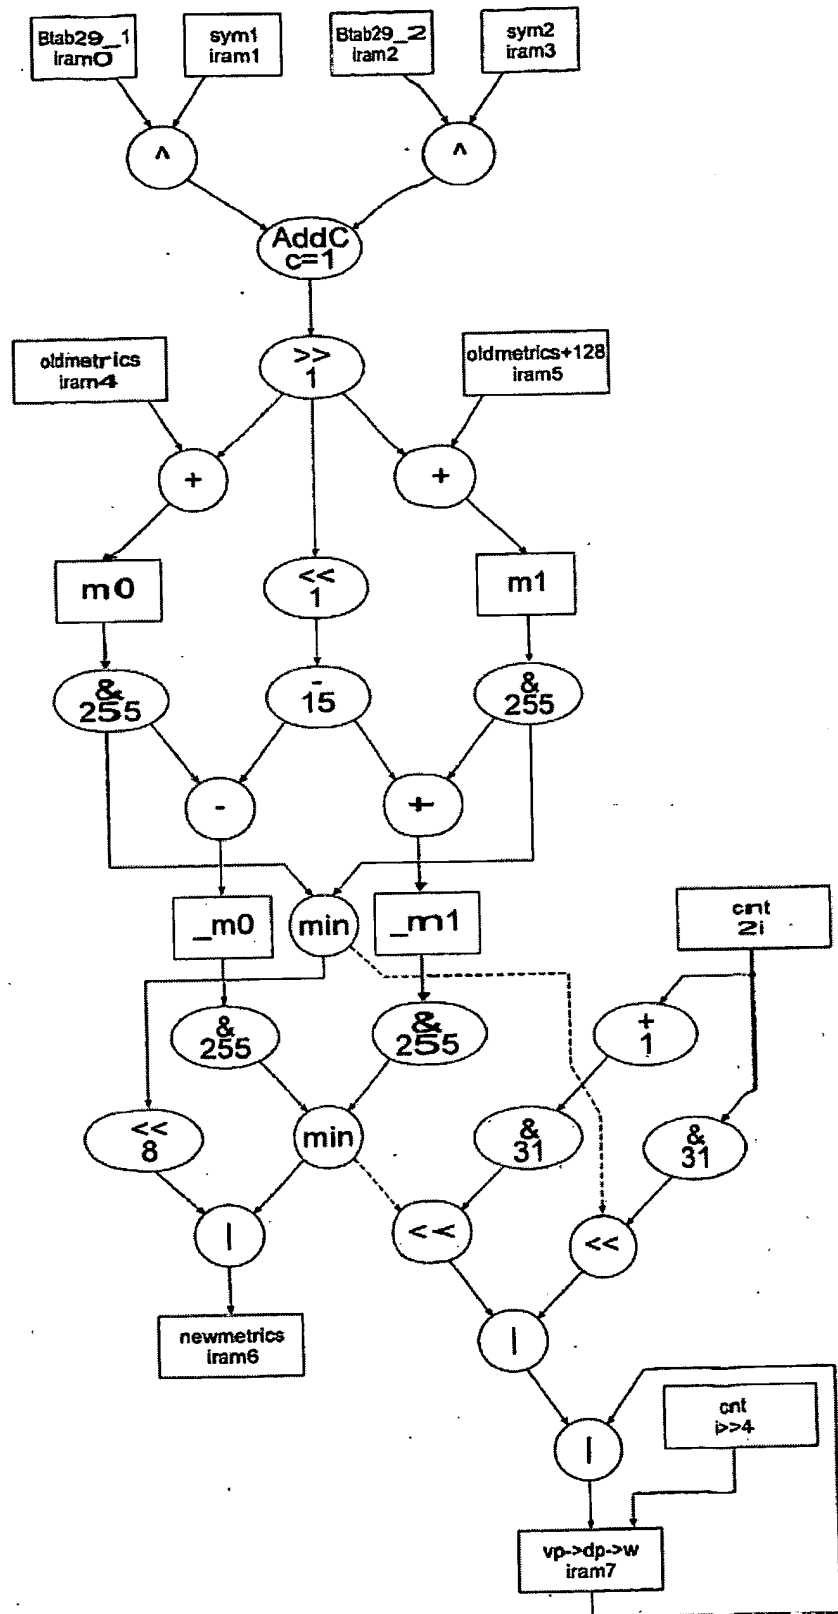 Btab29_1
iram0
sym1
iram1
Btab29_2
iram2
sym2
iram3
^
^
AddC
c=1
oldmetrics
iram4
>>
1
oldmetrics+128
iram5
+
+
m0
<<
1
m1
&
255
-
15
&
255
-
+
_m0
min
_m1
cnt
2i
&
255
&
255
+
1
<<
8
min
&
31
&
31
|
<<
<<
newmetrics
iram6
|
cnt
i>>4
|
vp->dp->w
iram7